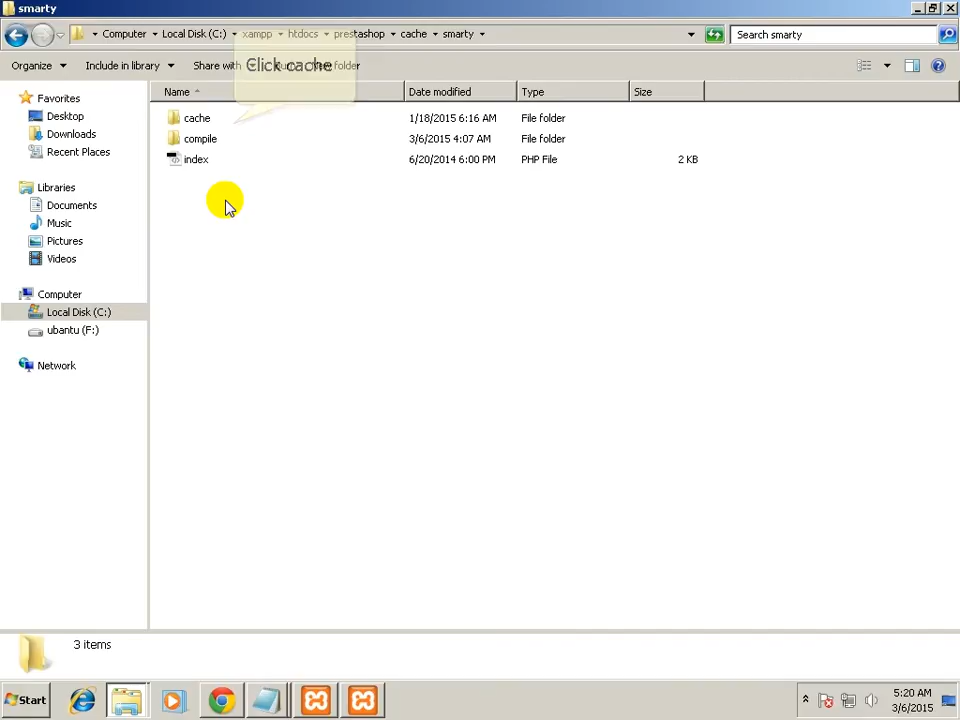 smarty
Computer Local Disk (C:) xampp htdocs prestashop cache smarty
Search smarty
Organize Include in library Share with folder
Click cache
Name Date modified Type Size
Favorites
Desktop
Downloads
Recent Places
Libraries
Documents
Music
Pictures
Videos
Computer
Local Disk (C:)
ubantu (F:)
Network
cache 1/18/2015 6:16 AM File folder
compile 3/6/2015 4:07 AM File folder
index 6/20/2014 6:00 PM PHP File 2 KB
3 items
Start
5:20 AM
3/6/2015